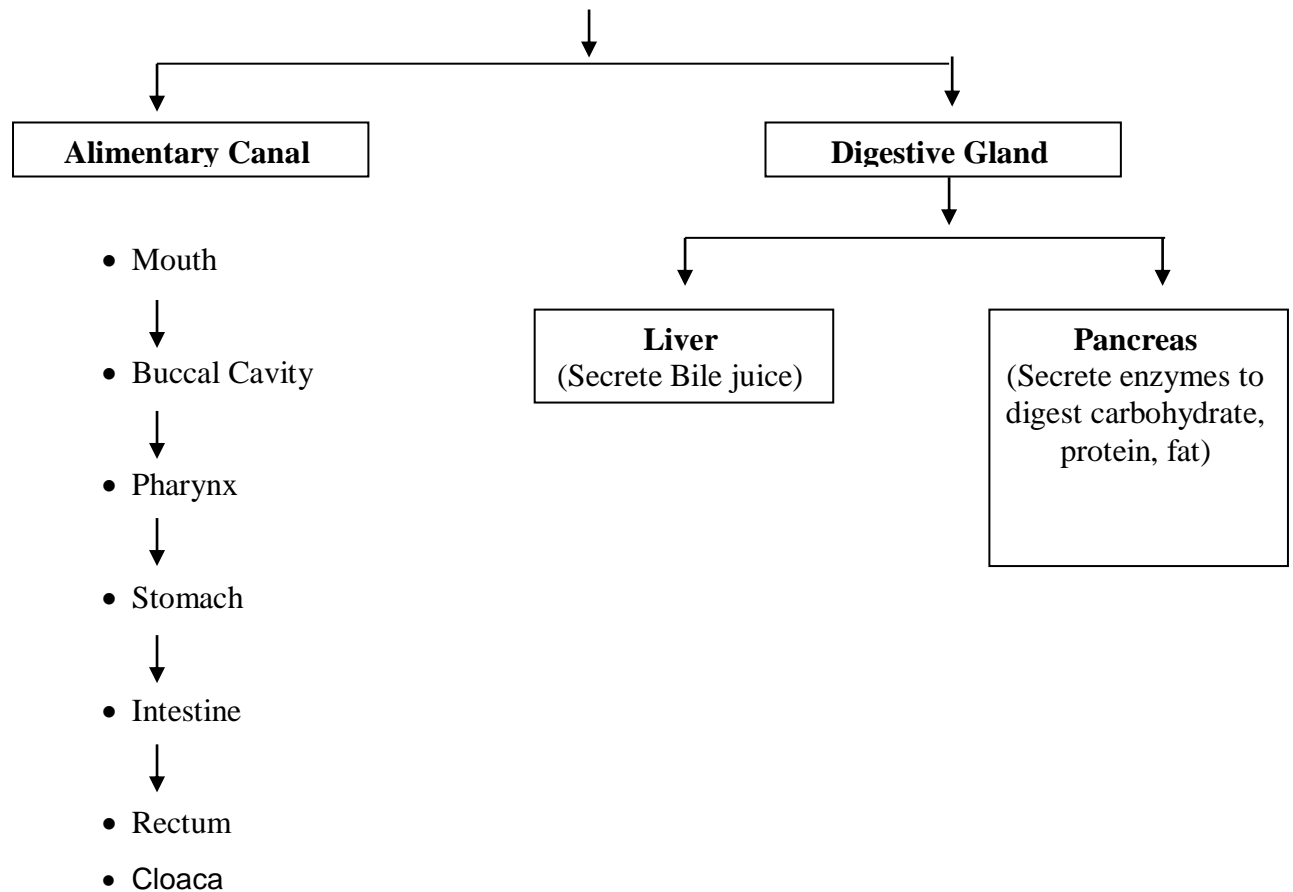 Alimentary Canal
Digestive Gland
• Mouth
• Buccal Cavity
• Pharynx
• Stomach
• Intestine
• Rectum
• Cloaca
Liver
(Secrete Bile juice)
Pancreas
(Secrete enzymes to
digest carbohydrate,
protein, fat)